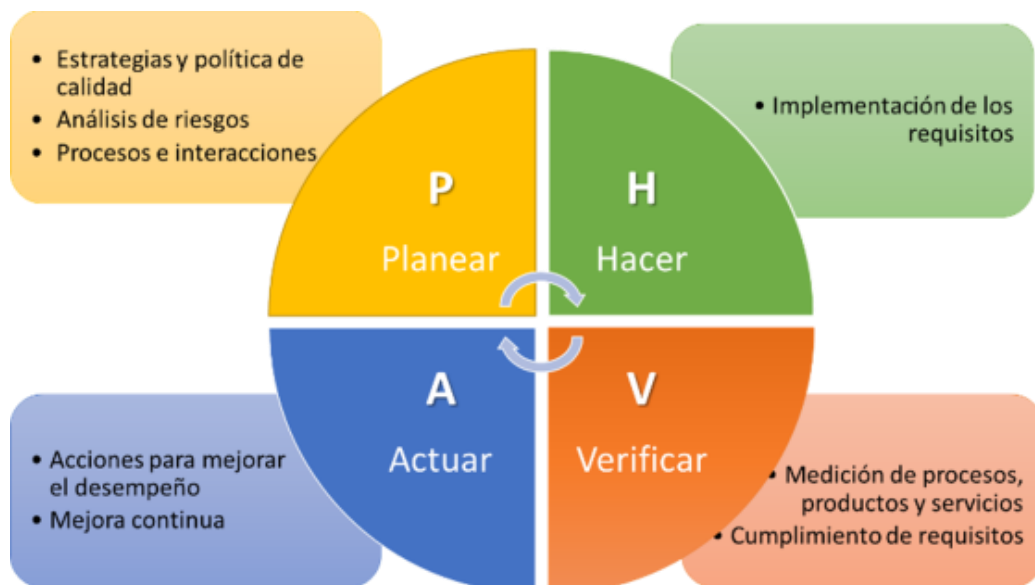 • Estrategias y política de
calidad
• Análisis de riesgos
• Procesos e interacciones
P
Planear
H
Hacer
• Implementación de los
requisitos
A
Actuar
• Acciones para mejorar
el desempeño
• Mejora continua
V
Verificar
• Medición de procesos,
productos y servicios
• Cumplimiento de requisitos